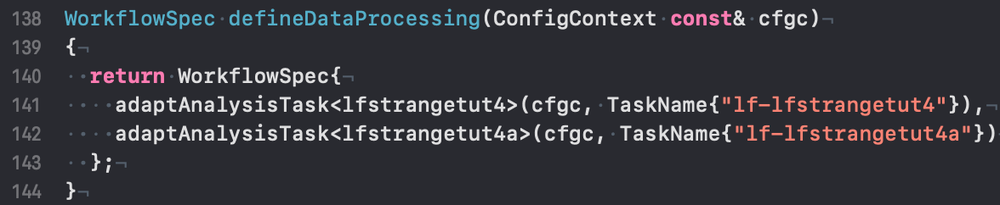 138 WorkflowSpec defineDataProcessing(ConfigContext const& cfgc)
139 {
140   return WorkflowSpec{
141     adaptAnalysisTask<lfstrangetut4>(cfgc, TaskName{"lf-lfstrangetut4"}),
142     adaptAnalysisTask<lfstrangetut4a>(cfgc, TaskName{"lf-lfstrangetut4a"})
143   };
144 }